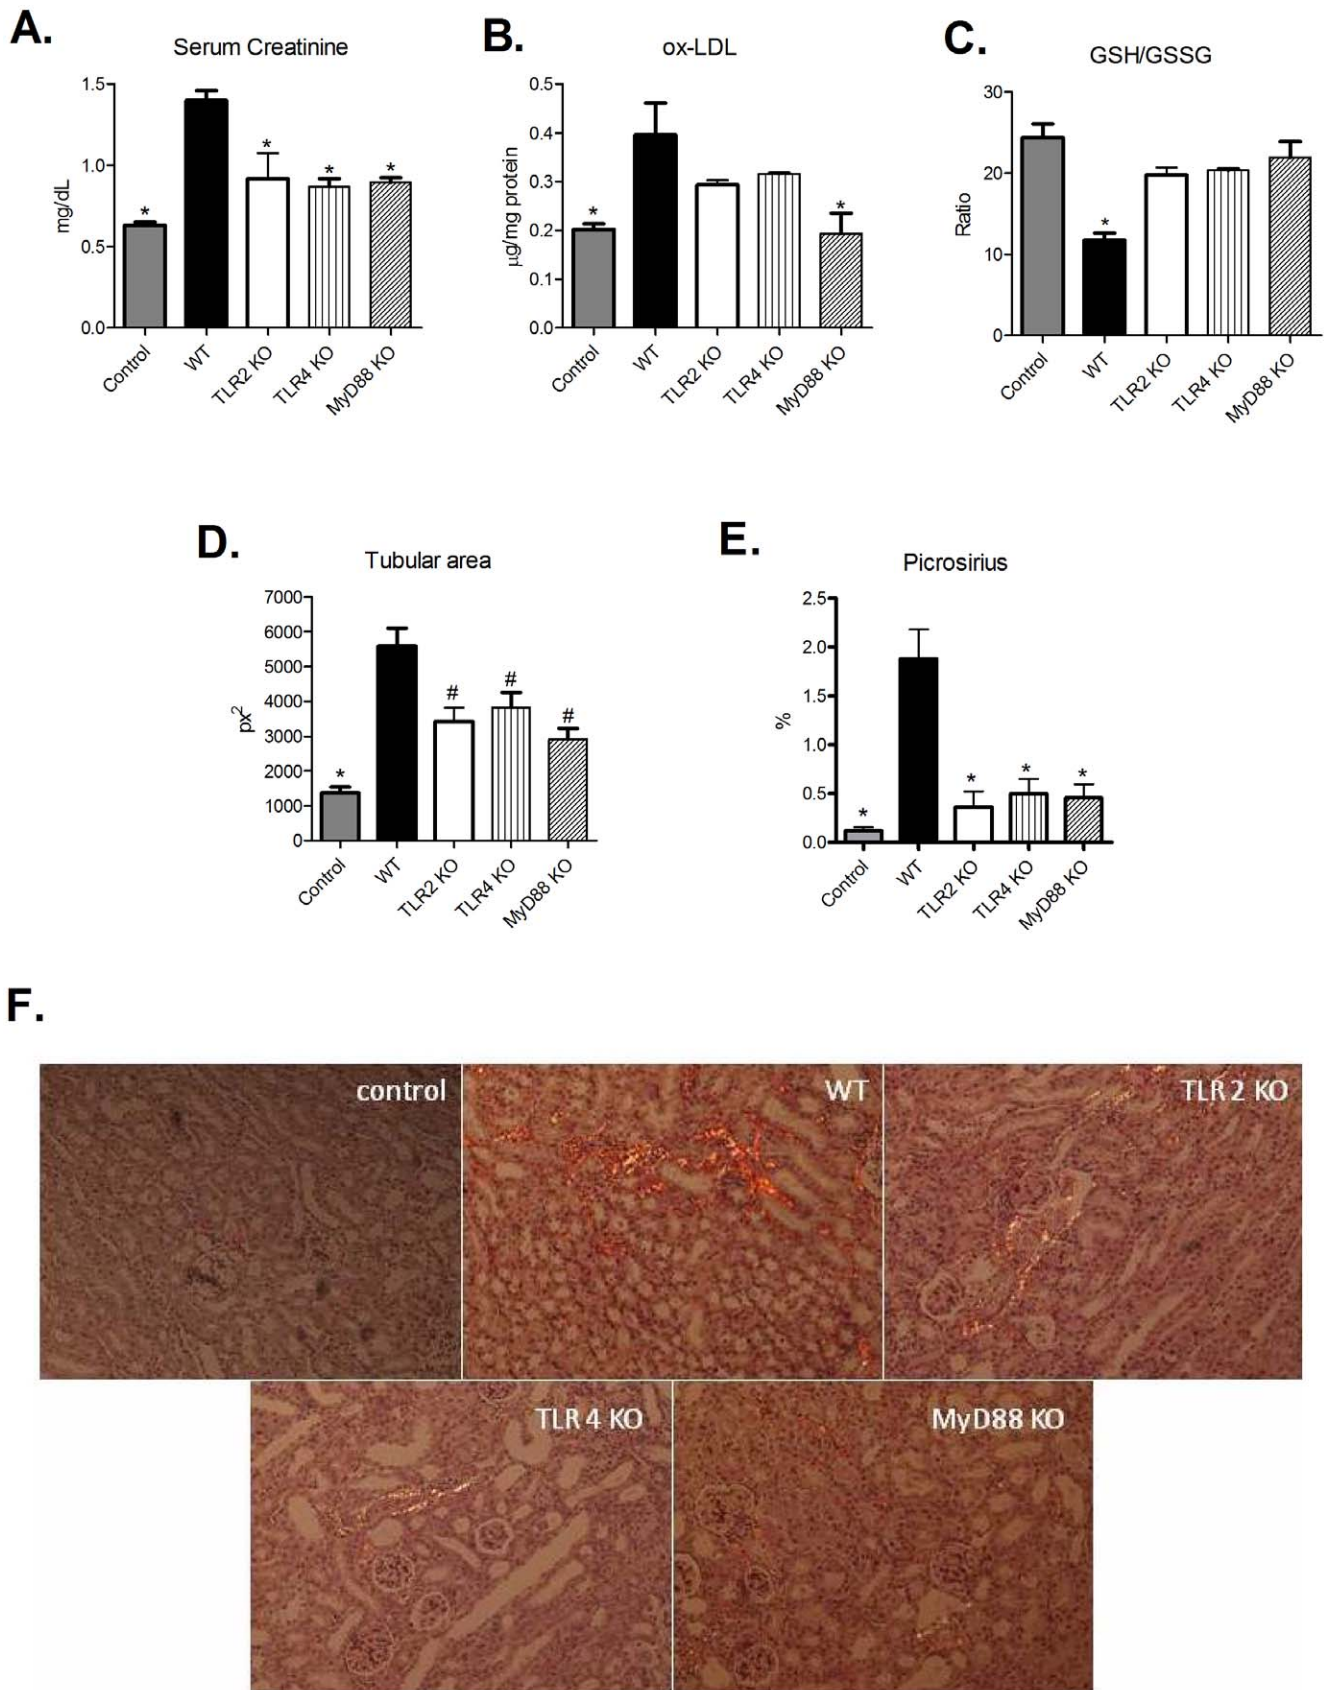 A.
Serum Creatinine
mg/dL
1.5
1.0
0.5
0.0
*
*
*
*
Control
WT
TLR2 KO
TLR4 KO
MyD88 KO
B.
ox-LDL
µg/mg protein
0.5
0.4
0.3
0.2
0.1
0.0
*
*
Control
WT
TLR2 KO
TLR4 KO
MyD88 KO
C.
GSH/GSSG
Ratio
30
20
10
0
*
Control
WT
TLR2 KO
TLR4 KO
MyD88 KO
D.
Tubular area
px²
7000
6000
5000
4000
3000
2000
1000
0
*
#
#
#
Control
WT
TLR2 KO
TLR4 KO
MyD88 KO
E.
Picrosirius
%
2.5
2.0
1.5
1.0
0.5
0.0
*
*
*
*
Control
WT
TLR2 KO
TLR4 KO
MyD88 KO
F.
control
WT
TLR 2 KO
TLR 4 KO
MyD88 KO